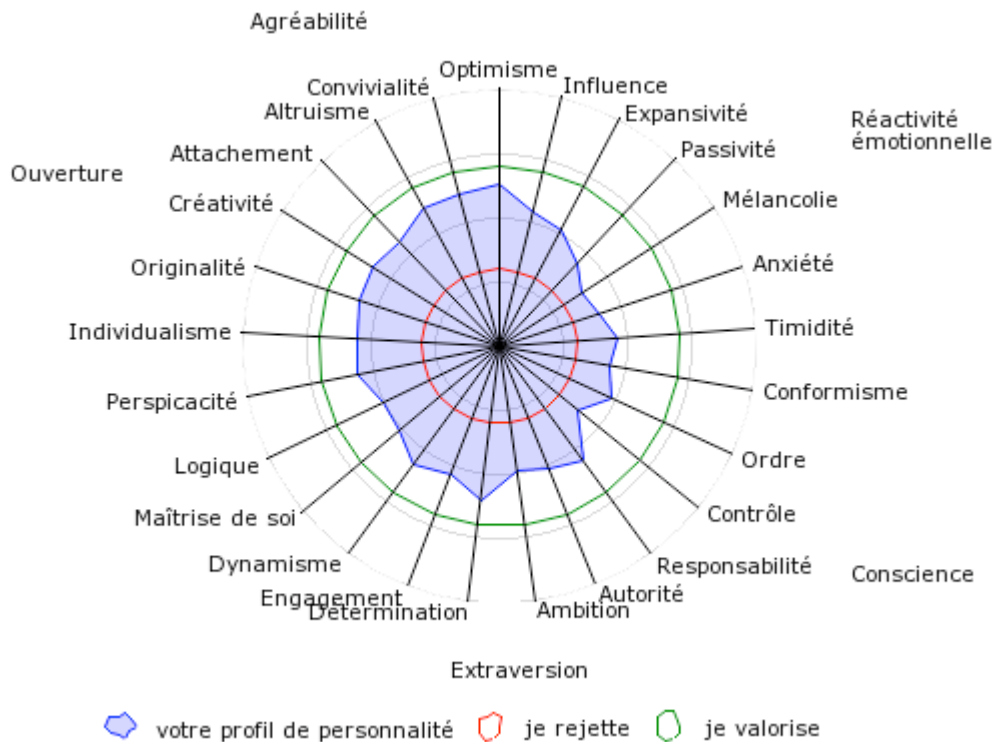 Agréabilité
Optimisme
Convivialité
Influence
Altruisme
Expansivité
Réactivité
émotionnelle
Attachement
Passivité
Ouverture
Créativité
Mélancolie
Originalité
Anxiété
Individualisme
Timidité
Perspicacité
Conformisme
Logique
Ordre
Maîtrise de soi
Contrôle
Dynamisme
Responsabilité
Conscience
Engagement
Autorité
Détermination
Ambition
Extraversion
votre profil de personnalité
je rejette
je valorise